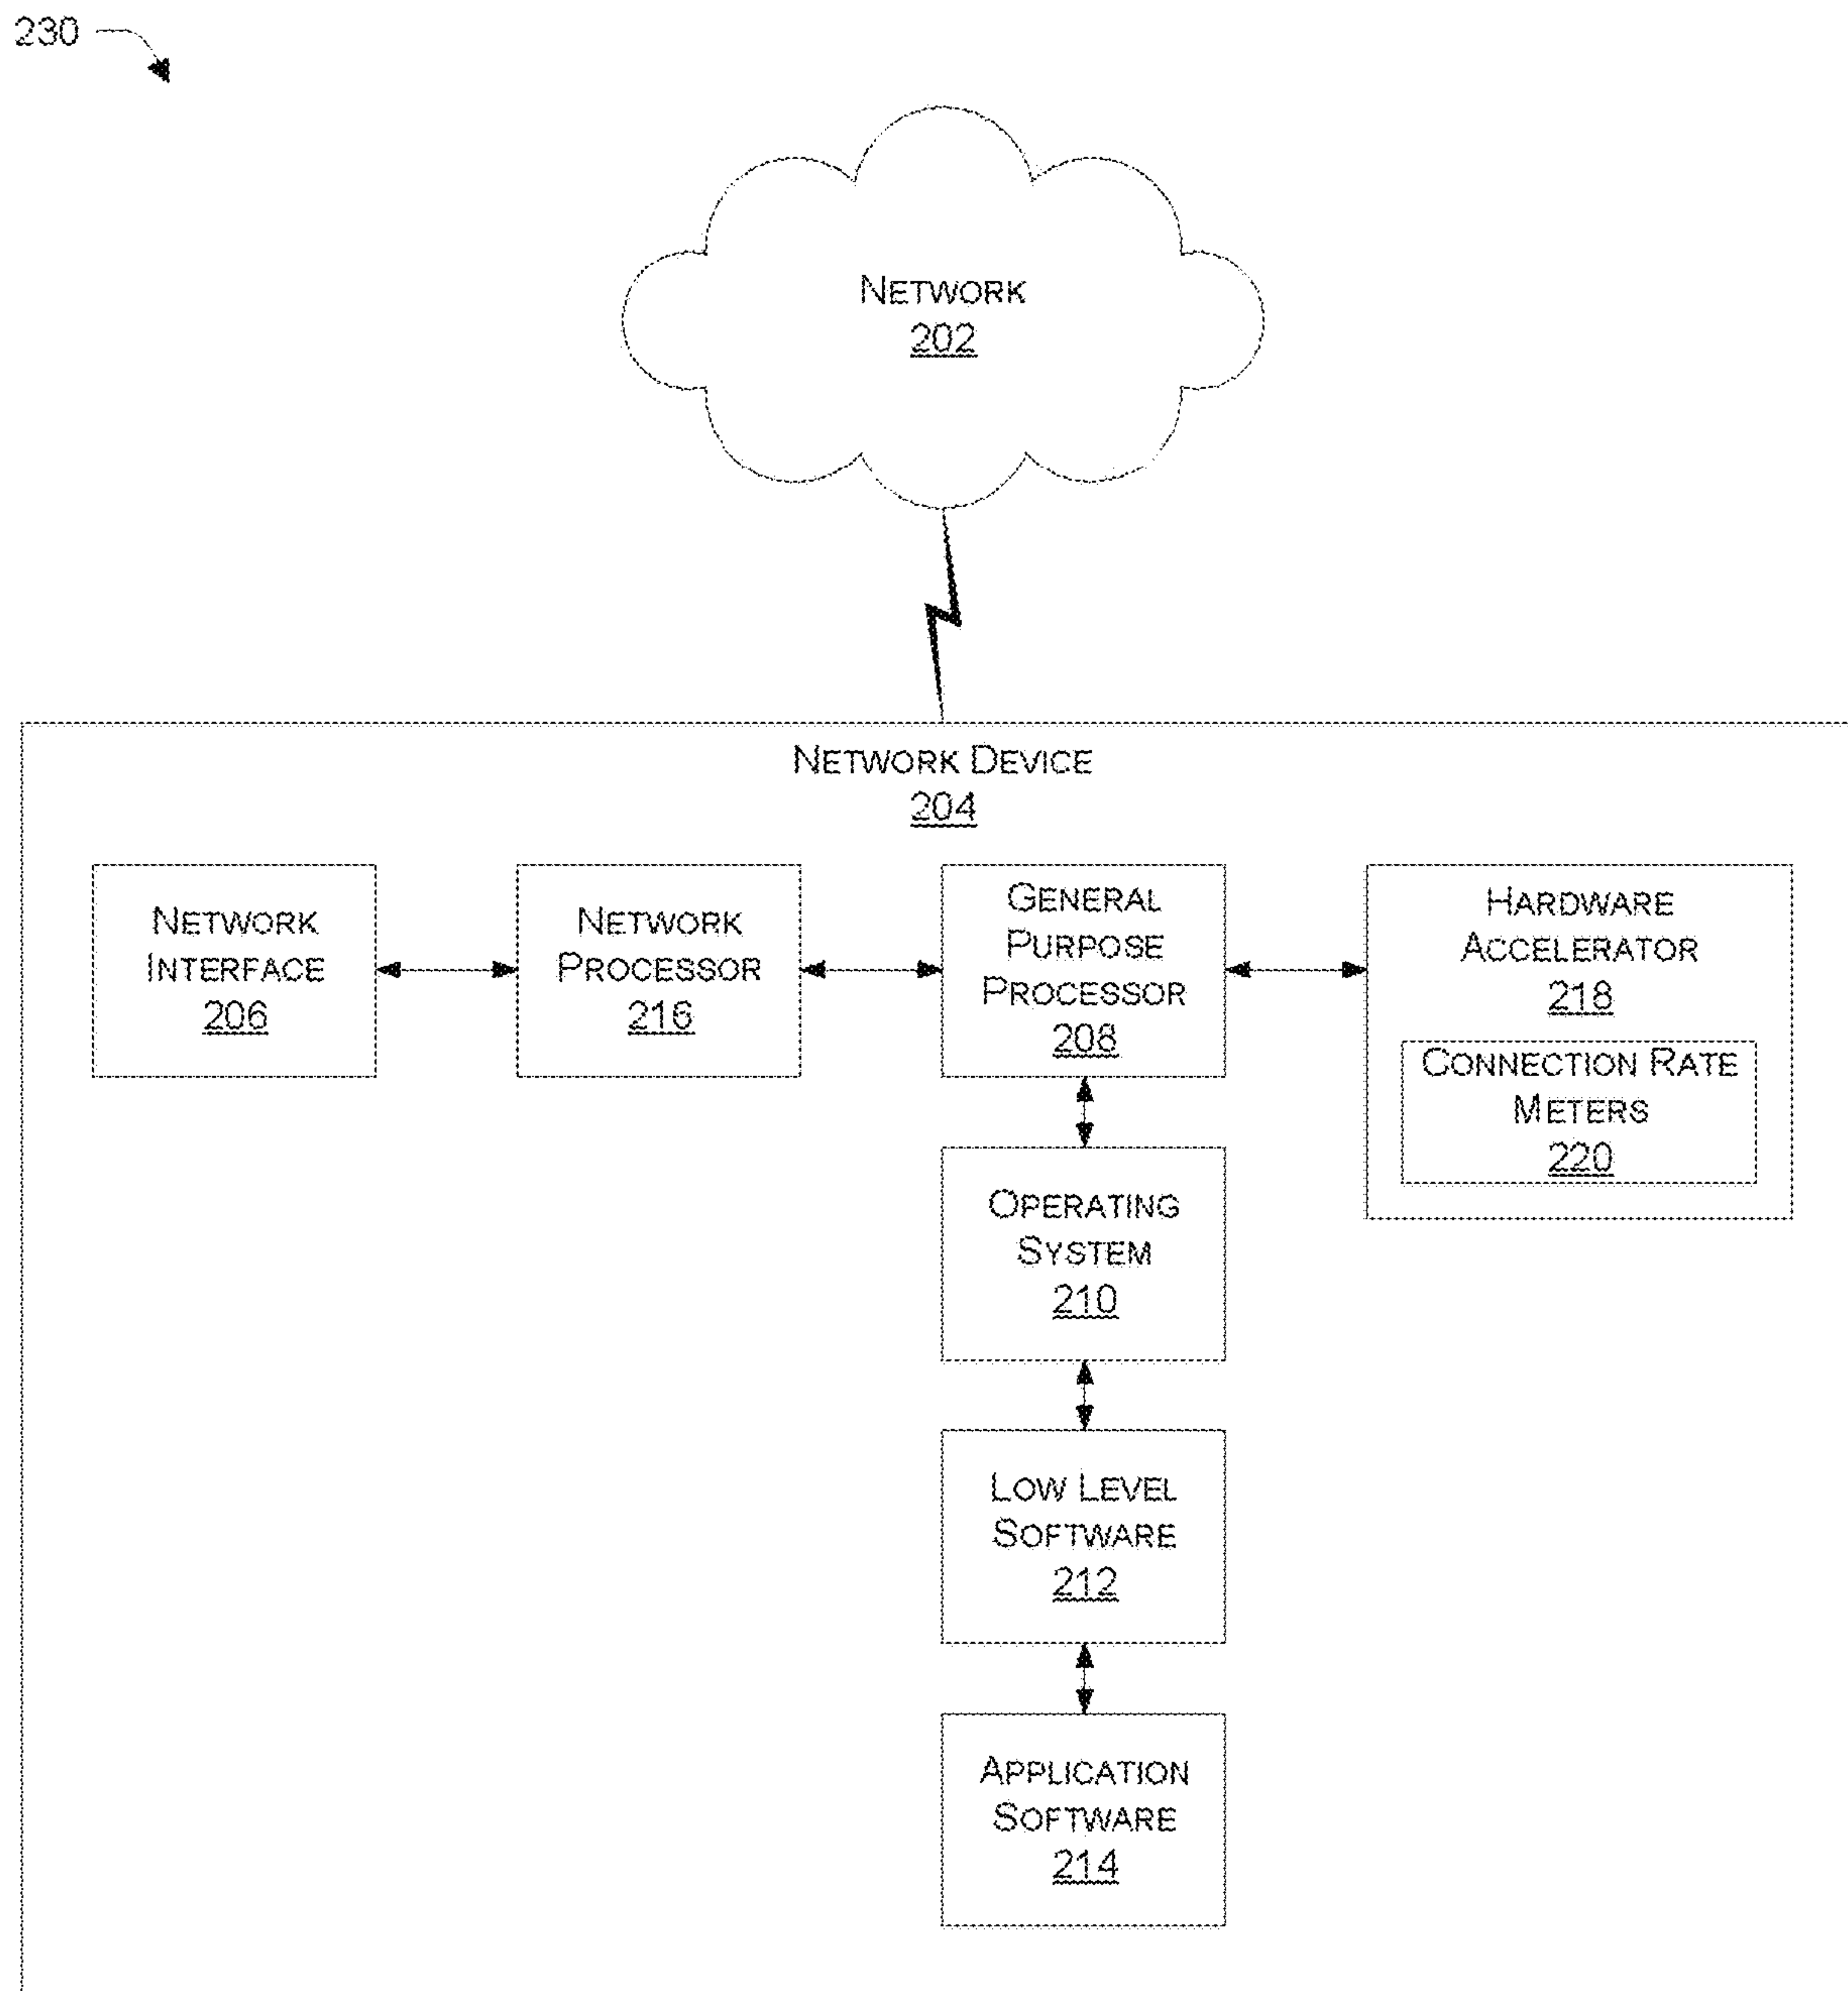 230
NETWORK
202
NETWORK DEVICE
204
NETWORK
INTERFACE
206
NETWORK
PROCESSOR
216
GENERAL
PURPOSE
PROCESSOR
208
HARDWARE
ACCELERATOR
218
CONNECTION RATE
METERS
220
OPERATING
SYSTEM
210
LOW LEVEL
SOFTWARE
212
APPLICATION
SOFTWARE
214